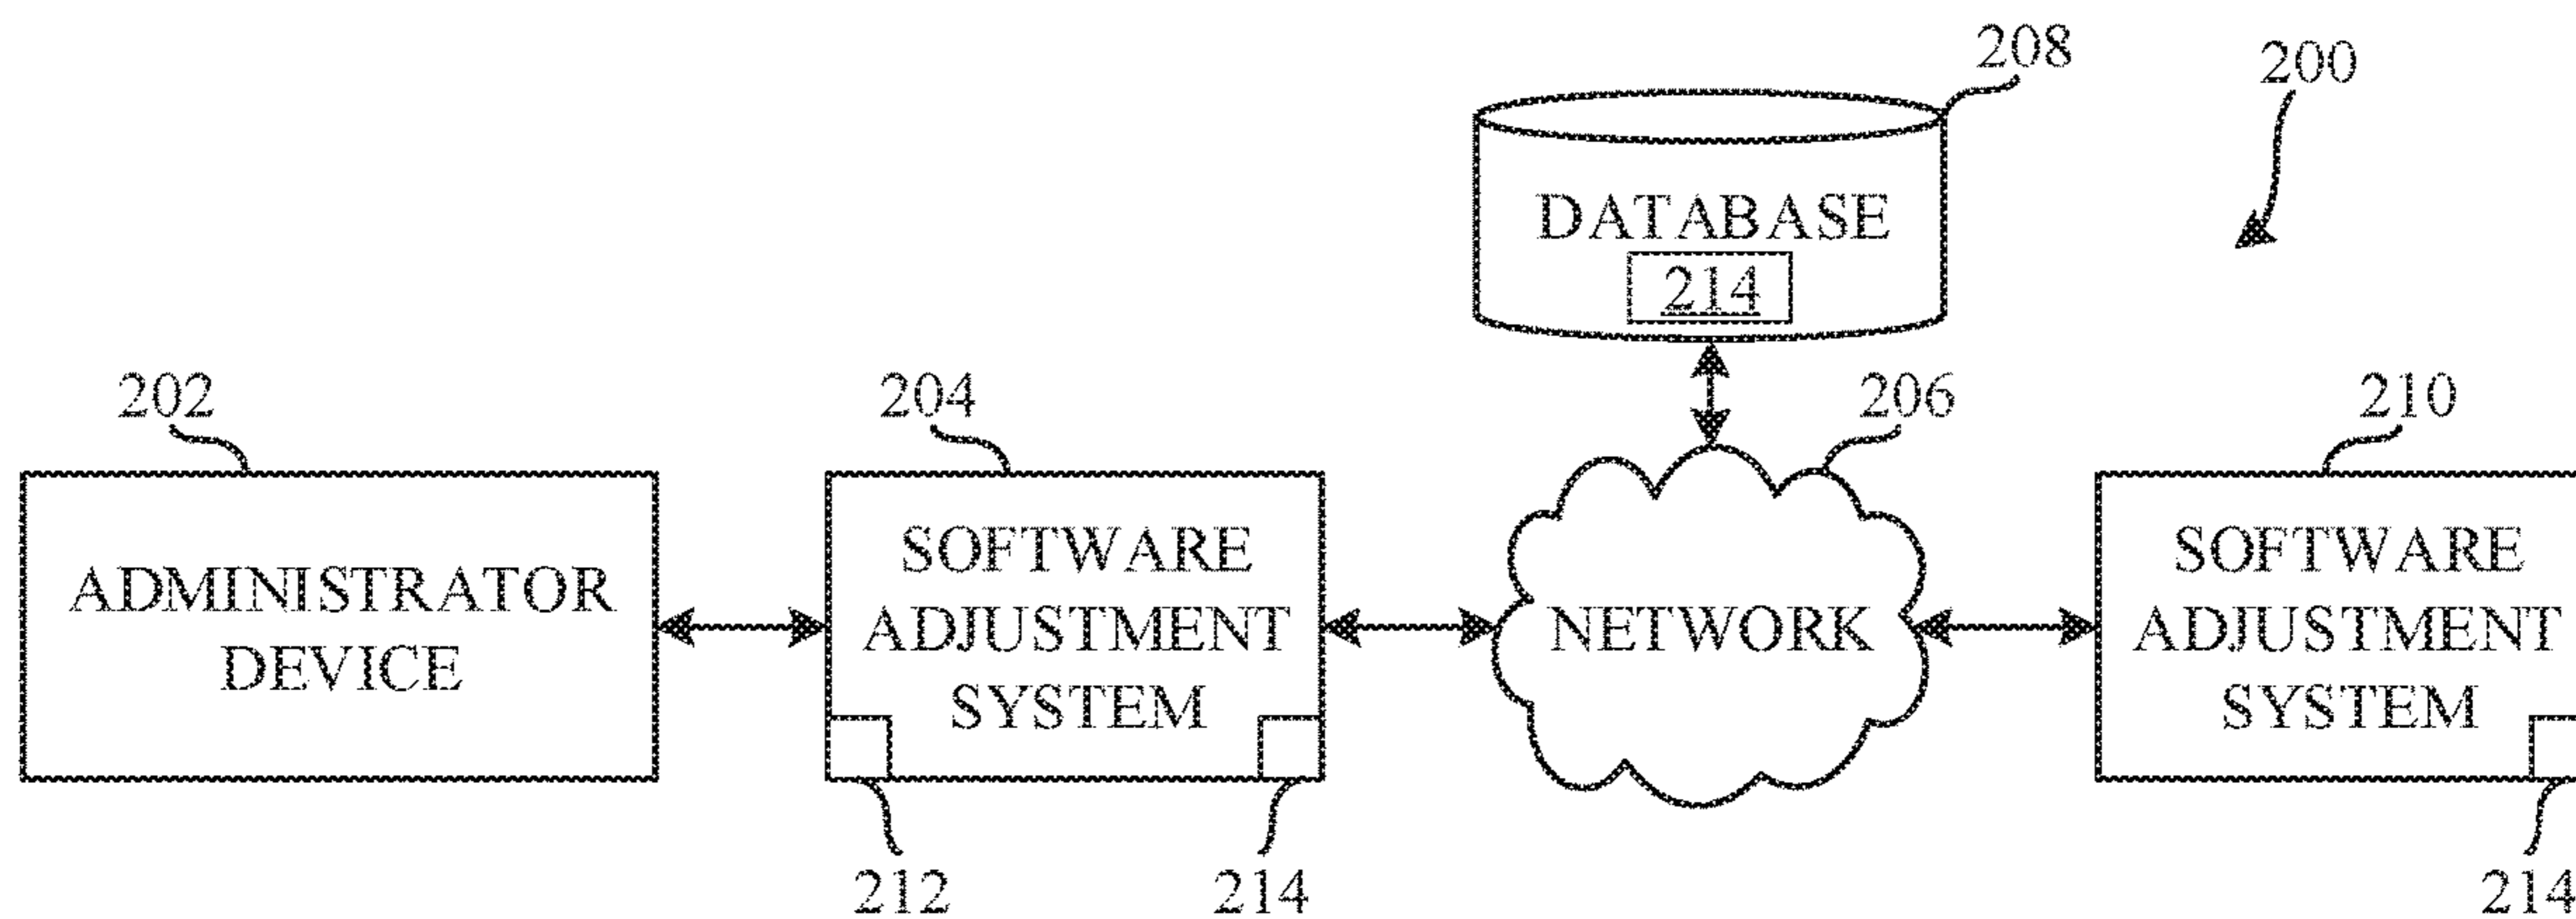 208
200
DATABASE
214
202
204
206
210
ADMINISTRATOR
DEVICE
SOFTWARE
ADJUSTMENT
SYSTEM
NETWORK
SOFTWARE
ADJUSTMENT
SYSTEM
212
214
214